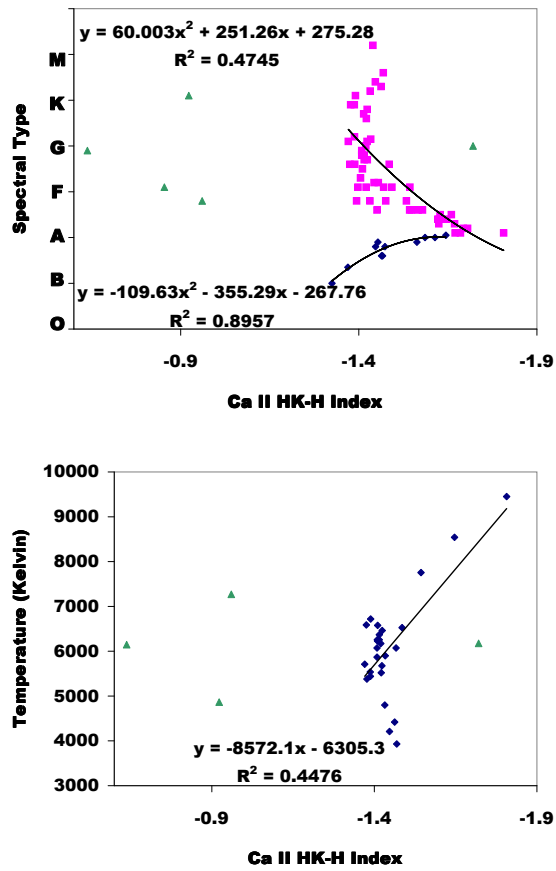 y = 60.003x² + 251.26x + 275.28
R² = 0.4745
M
K
G
F
A
B
O
Spectral Type
y = -109.63x² - 355.29x - 267.76
R² = 0.8957
-0.9 -1.4 -1.9
Ca II HK-H Index
10000
9000
8000
7000
6000
5000
4000
3000
Temperature (Kelvin)
y = -8572.1x - 6305.3
R² = 0.4476
-0.9 -1.4 -1.9
Ca II HK-H Index